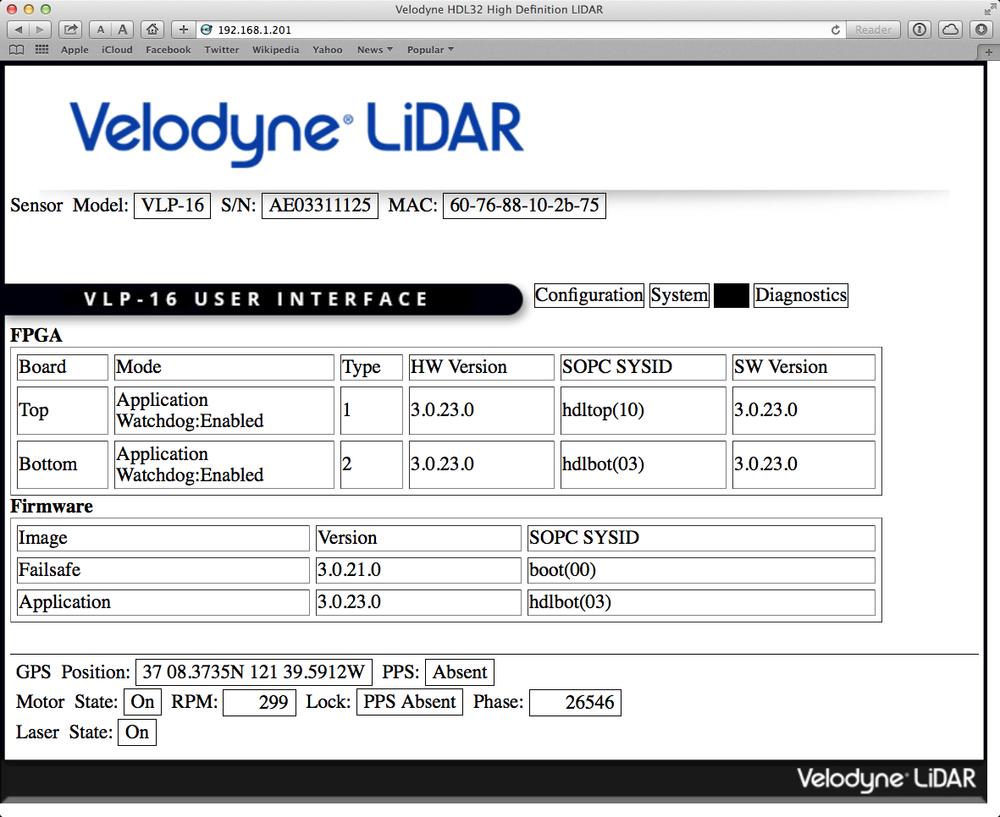 Velodyne HDL32 High Definition LIDAR
A A + 192.168.1.201 Reader
Apple iCloud Facebook Twitter Wikipedia Yahoo News Popular +
Velodyne® LiDAR
Sensor Model: VLP-16 S/N: AE03311125 MAC: 60-76-88-10-2b-75
VLP-16 USER INTERFACE Configuration System Diagnostics
FPGA
Board Mode Type HW Version SOPC SYSID SW Version
Top Application Watchdog:Enabled 1 3.0.23.0 hdltop(10) 3.0.23.0
Bottom Application Watchdog:Enabled 2 3.0.23.0 hdlbot(03) 3.0.23.0
Firmware
Image Version SOPC SYSID
Failsafe 3.0.21.0 boot(00)
Application 3.0.23.0 hdlbot(03)
GPS Position: 37 08.3735N 121 39.5912W PPS: Absent
Motor State: On RPM: 299 Lock: PPS Absent Phase: 26546
Laser State: On
Velodyne® LiDAR